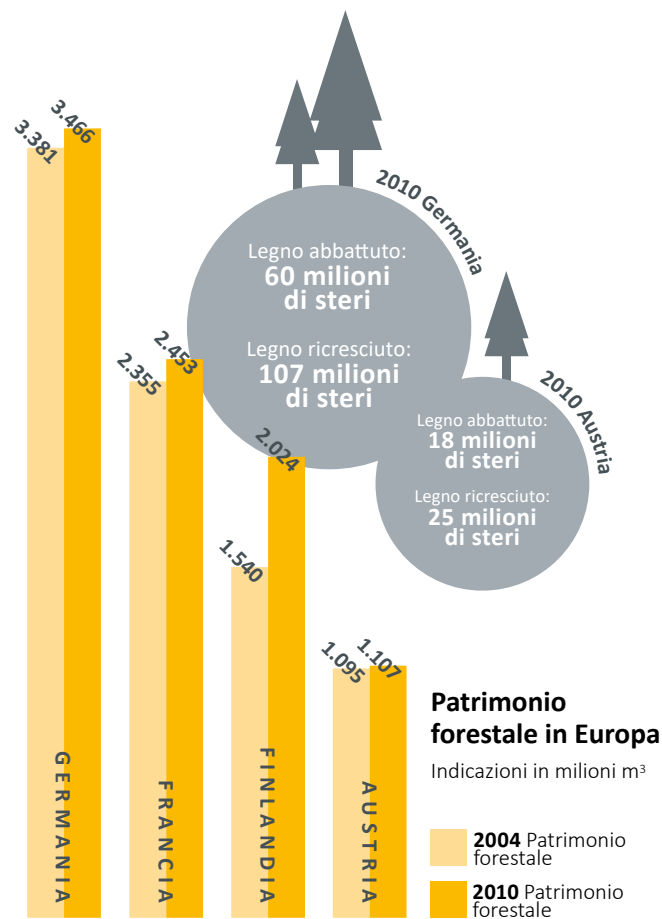 3.381
3.466
2.355
2.453
1.540
2.024
1.095
1.107
GERMANIA
FRANCIA
FINLANDIA
AUSTRIA
2010 Germania
Legno abbattuto:
60 milioni
di steri
Legno ricresciuto:
107 milioni
di steri
2010 Austria
Legno abbattuto:
18 milioni
di steri
Legno ricresciuto:
25 milioni
di steri
Patrimonio
forestale in Europa
Indicazioni in milioni m³
2004 Patrimonio
forestale
2010 Patrimonio
forestale